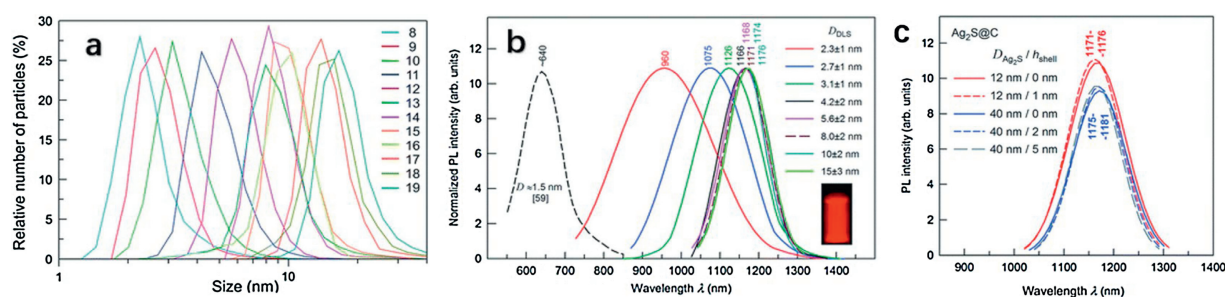 a
Relative number of particles (%)
30
25
20
15
10
5
0
1
10
Size (nm)
8
9
10
11
12
13
14
15
16
17
18
19
b
Normalized PL intensity (arb. units)
12
10
8
6
4
2
0
500
600
700
800
900
1000
1100
1200
1300
1400
Wavelength λ (nm)
~640
960
1075
1126
1166
1168
1171
1174
1176
D ≈1.5 nm
[59]
D_DLS
2.3±1 nm
2.7±1 nm
3.1±1 nm
4.2±2 nm
5.6±2 nm
8.0±2 nm
10±2 nm
15±3 nm
c
Ag₂S@C
PL intensity (arb. units)
12
10
8
6
4
2
0
900
1000
1100
1200
1300
1400
Wavelength λ (nm)
D_Ag₂S / h_shell
12 nm / 0 nm
12 nm / 1 nm
40 nm / 0 nm
40 nm / 2 nm
40 nm / 5 nm
1171-
-1176
1175-
-1181